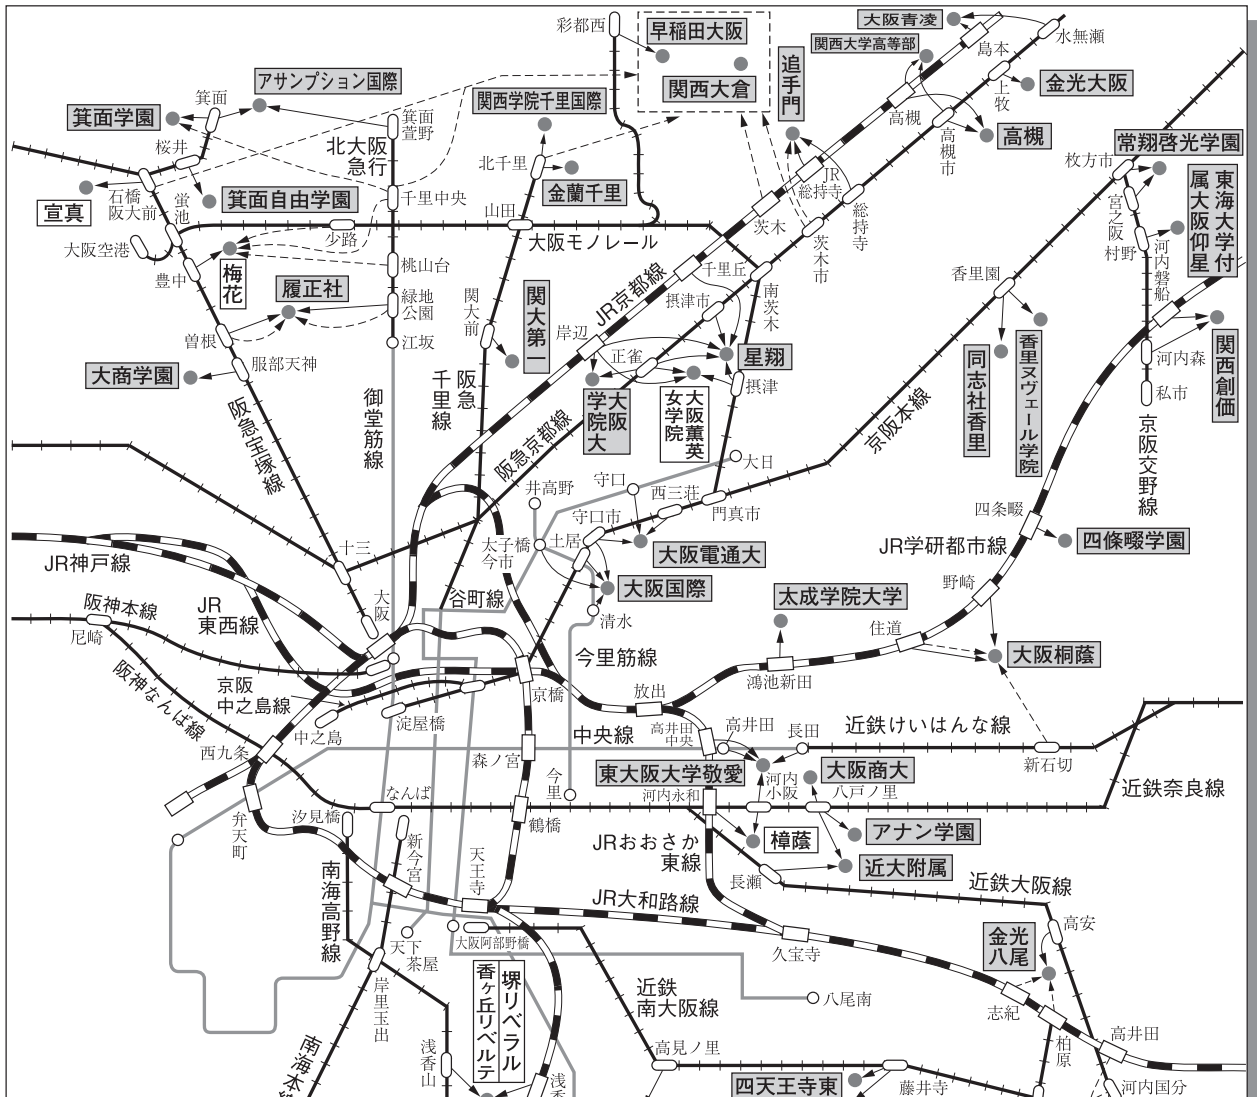 彩都西
早稲田大阪
関西大倉
追手門
大阪青凌
関西大学高等部
島本
水無瀬
上牧
金光大阪
高槻
高槻市
高槻
アサンプション国際
箕面
箕面学園
桜井
箕面萱野
北大阪急行
関西学院千里国際
北千里
金蘭千里
JR総持寺
総持寺
枚方市
常翔啓光学園
宮之阪
村野
河内磐船
東海大学付属大阪仰星
宣真
石橋阪大前
蛍池
箕面自由学園
千里中央
山田
大阪モノレール
少路
大阪空港
豊中
梅花
桃山台
履正社
緑地公園
江坂
曽根
服部天神
大商学園
阪急宝塚線
御堂筋線
関大前
関大第一
阪急千里線
JR京都線
茨木
茨木市
千里丘
摂津市
南茨木
岸辺
正雀
星翔
摂津
大阪学院大
大阪薫英女学院
阪急京都線
香里園
同志社香里
香里ヌヴェール学院
京阪本線
河内森
私市
関西創価
京阪交野線
大日
守口
西三荘
門真市
井高野
守口市
太子橋今市
土居
大阪電通大
大阪国際
清水
四条畷
四條畷学園
JR学研都市線
野崎
住道
大阪桐蔭
太成学院大学
鴻池新田
放出
今里筋線
十三
大阪
谷町線
JR神戸線
阪神本線
尼崎
JR東西線
阪神なんば線
京阪中之島線
中之島
淀屋橋
京橋
西九条
弁天町
中央線
森ノ宮
今里
鶴橋
高井田中央
高井田
長田
近鉄けいはんな線
新石切
近鉄奈良線
東大阪大学敬愛
河内小阪
大阪商大
八戸ノ里
河内永和
アナン学園
樟蔭
近大附属
JRおおさか東線
長瀬
近鉄大阪線
JR大和路線
久宝寺
高安
金光八尾
志紀
柏原
高井田
河内国分
なんば
汐見橋
新今宮
天王寺
南海高野線
天下茶屋
大阪阿部野橋
岸里玉出
香ヶ丘リベルテ
堺リベラル
近鉄南大阪線
八尾南
高見ノ里
四天王寺東
藤井寺
浅香山
南海本
浅香